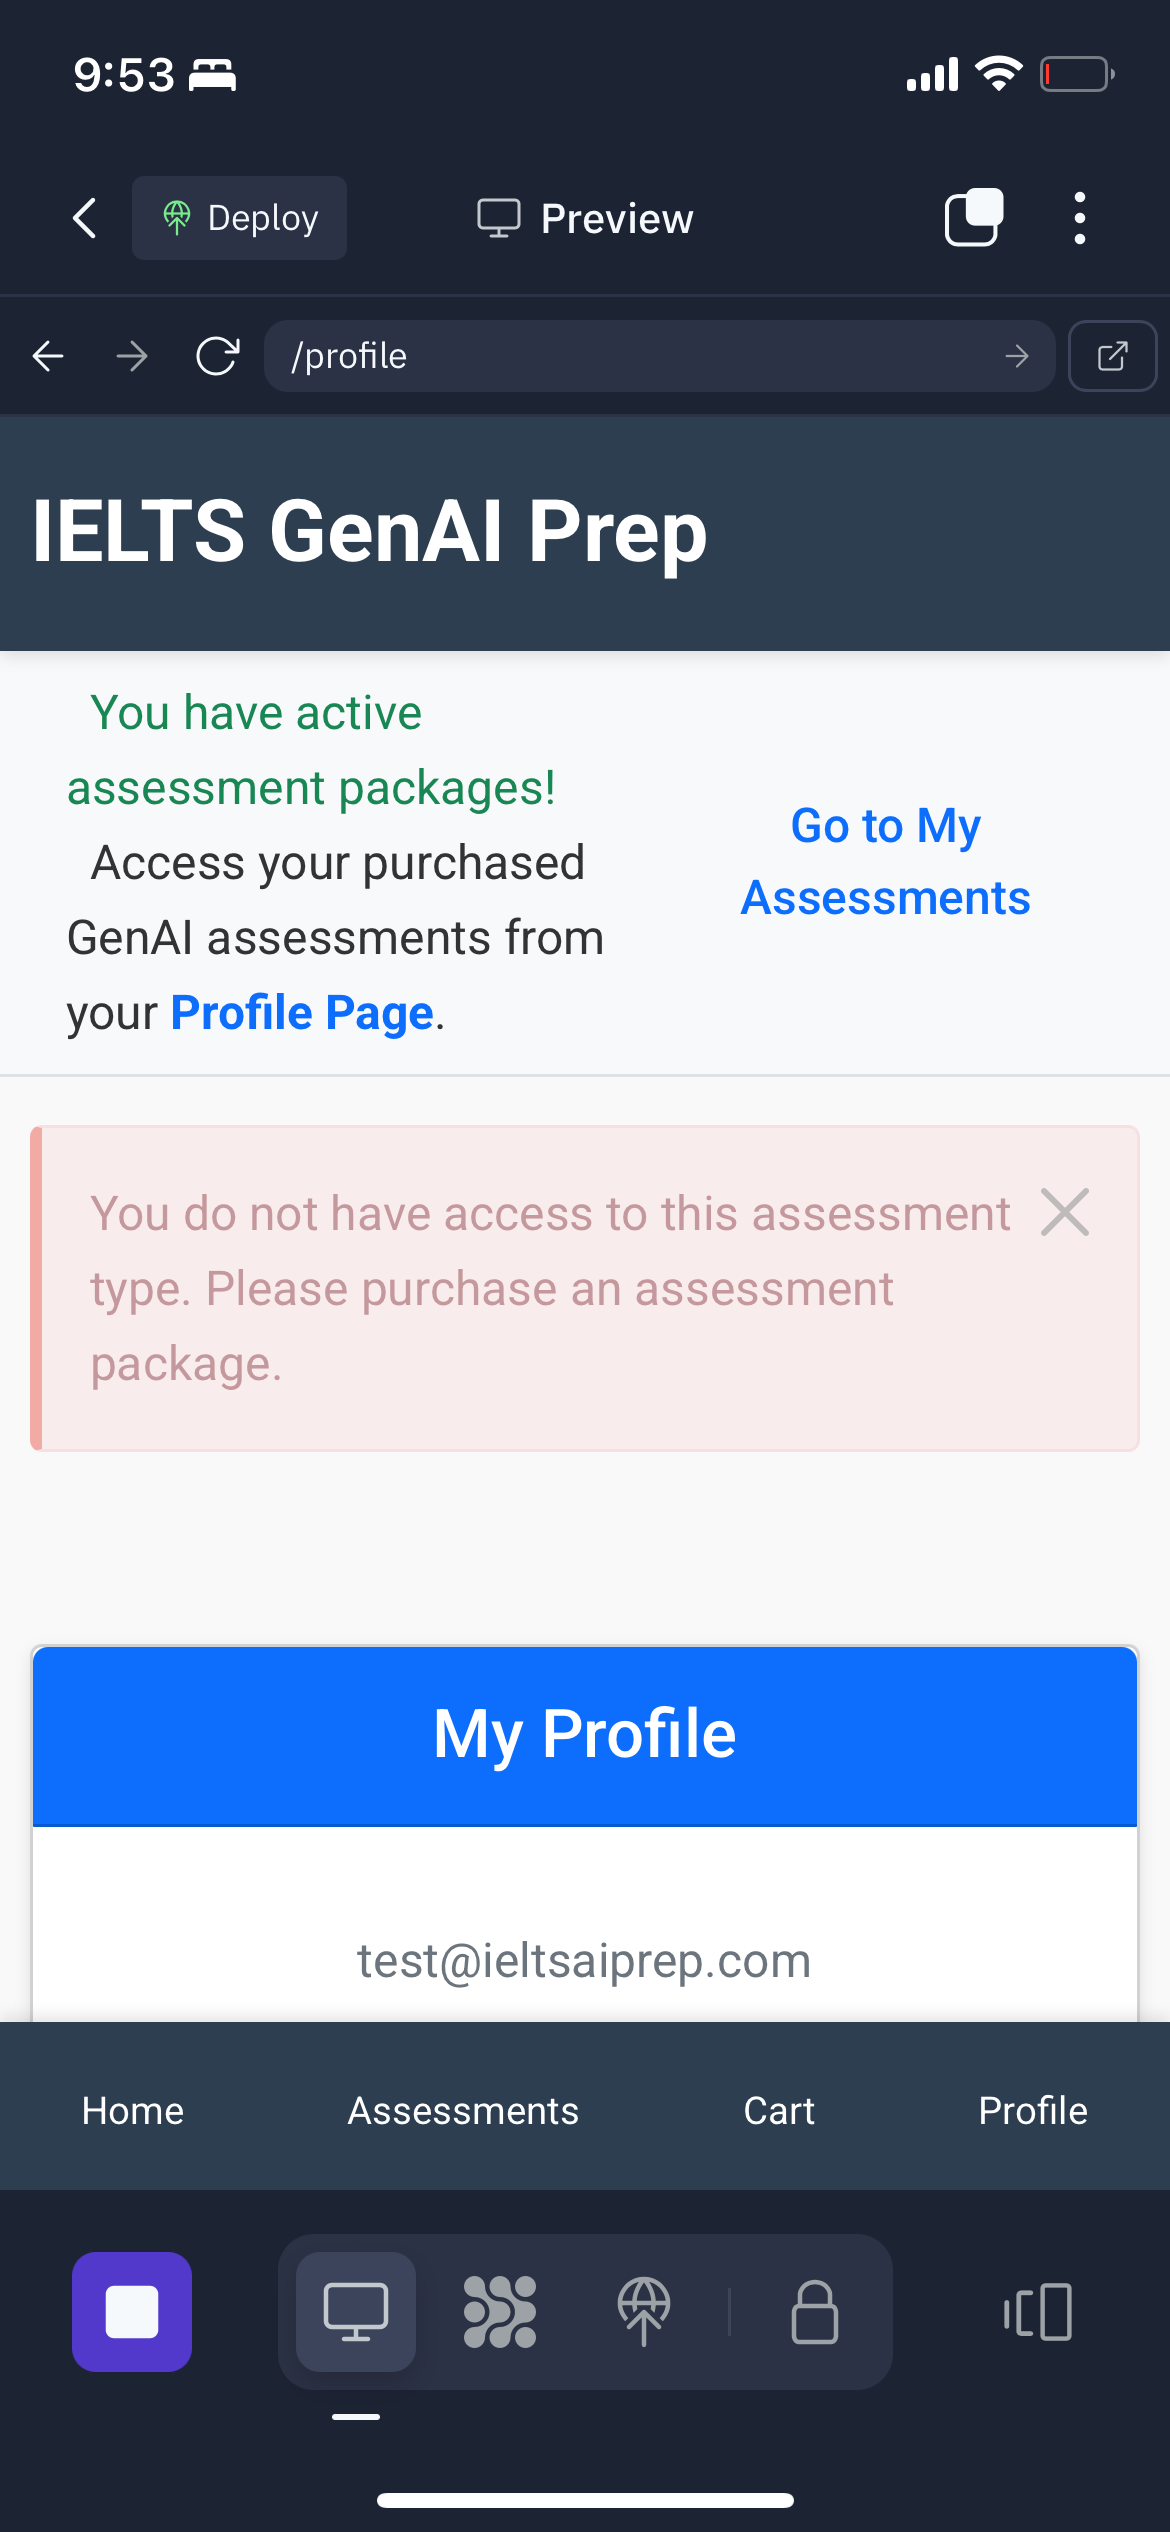 9:53
Deploy
Preview
/profile
IELTS GenAI Prep
You have active
assessment packages!
Access your purchased
GenAI assessments from
your Profile Page.
Go to My
Assessments
You do not have access to this assessment
type. Please purchase an assessment
package.
My Profile
test@ieltsaiprep.com
Home
Assessments
Cart
Profile